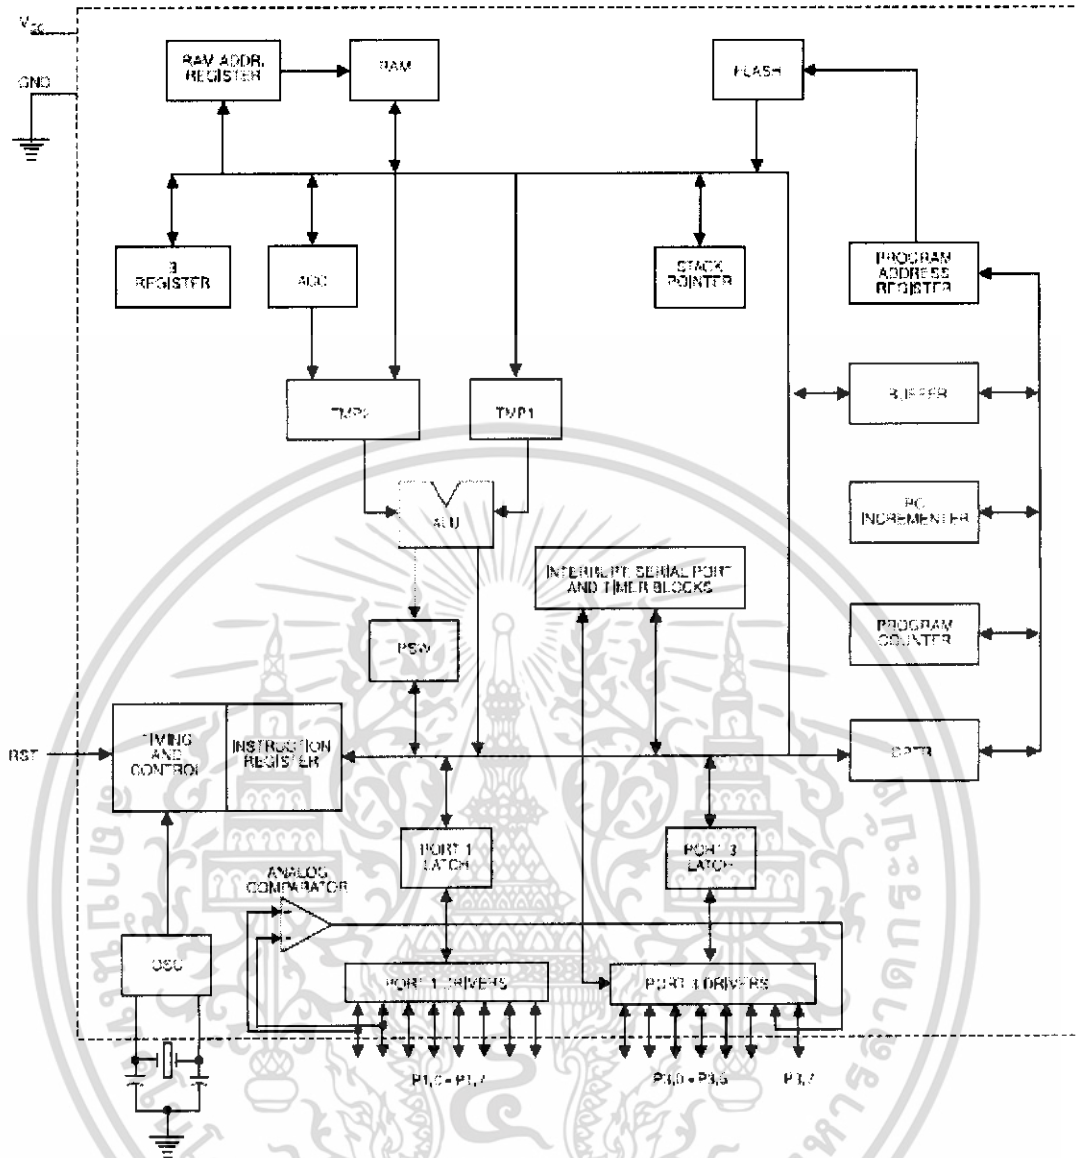 Vcc
GND
RAM ADDR.
REGISTER
RAM
FLASH
B
REGISTER
ACC
STACK
POINTER
PROGRAM
ADDRESS
REGISTER
BUFFER
TMP2
TMP1
ALU
PC
INCREMENTER
INTERRUPT, SERIAL PORT
AND TIMER BLOCKS
PSW
PROGRAM
COUNTER
RST
TIMING
AND
CONTROL
INSTRUCTION
REGISTER
DPTR
PORT 1
LATCH
PORT 3
LATCH
ANALOG
COMPARATOR
+
-
OSC
PORT 1 DRIVERS
PORT 3 DRIVERS
P1.0 - P1.7
P3.0 - P3.5
P3.7